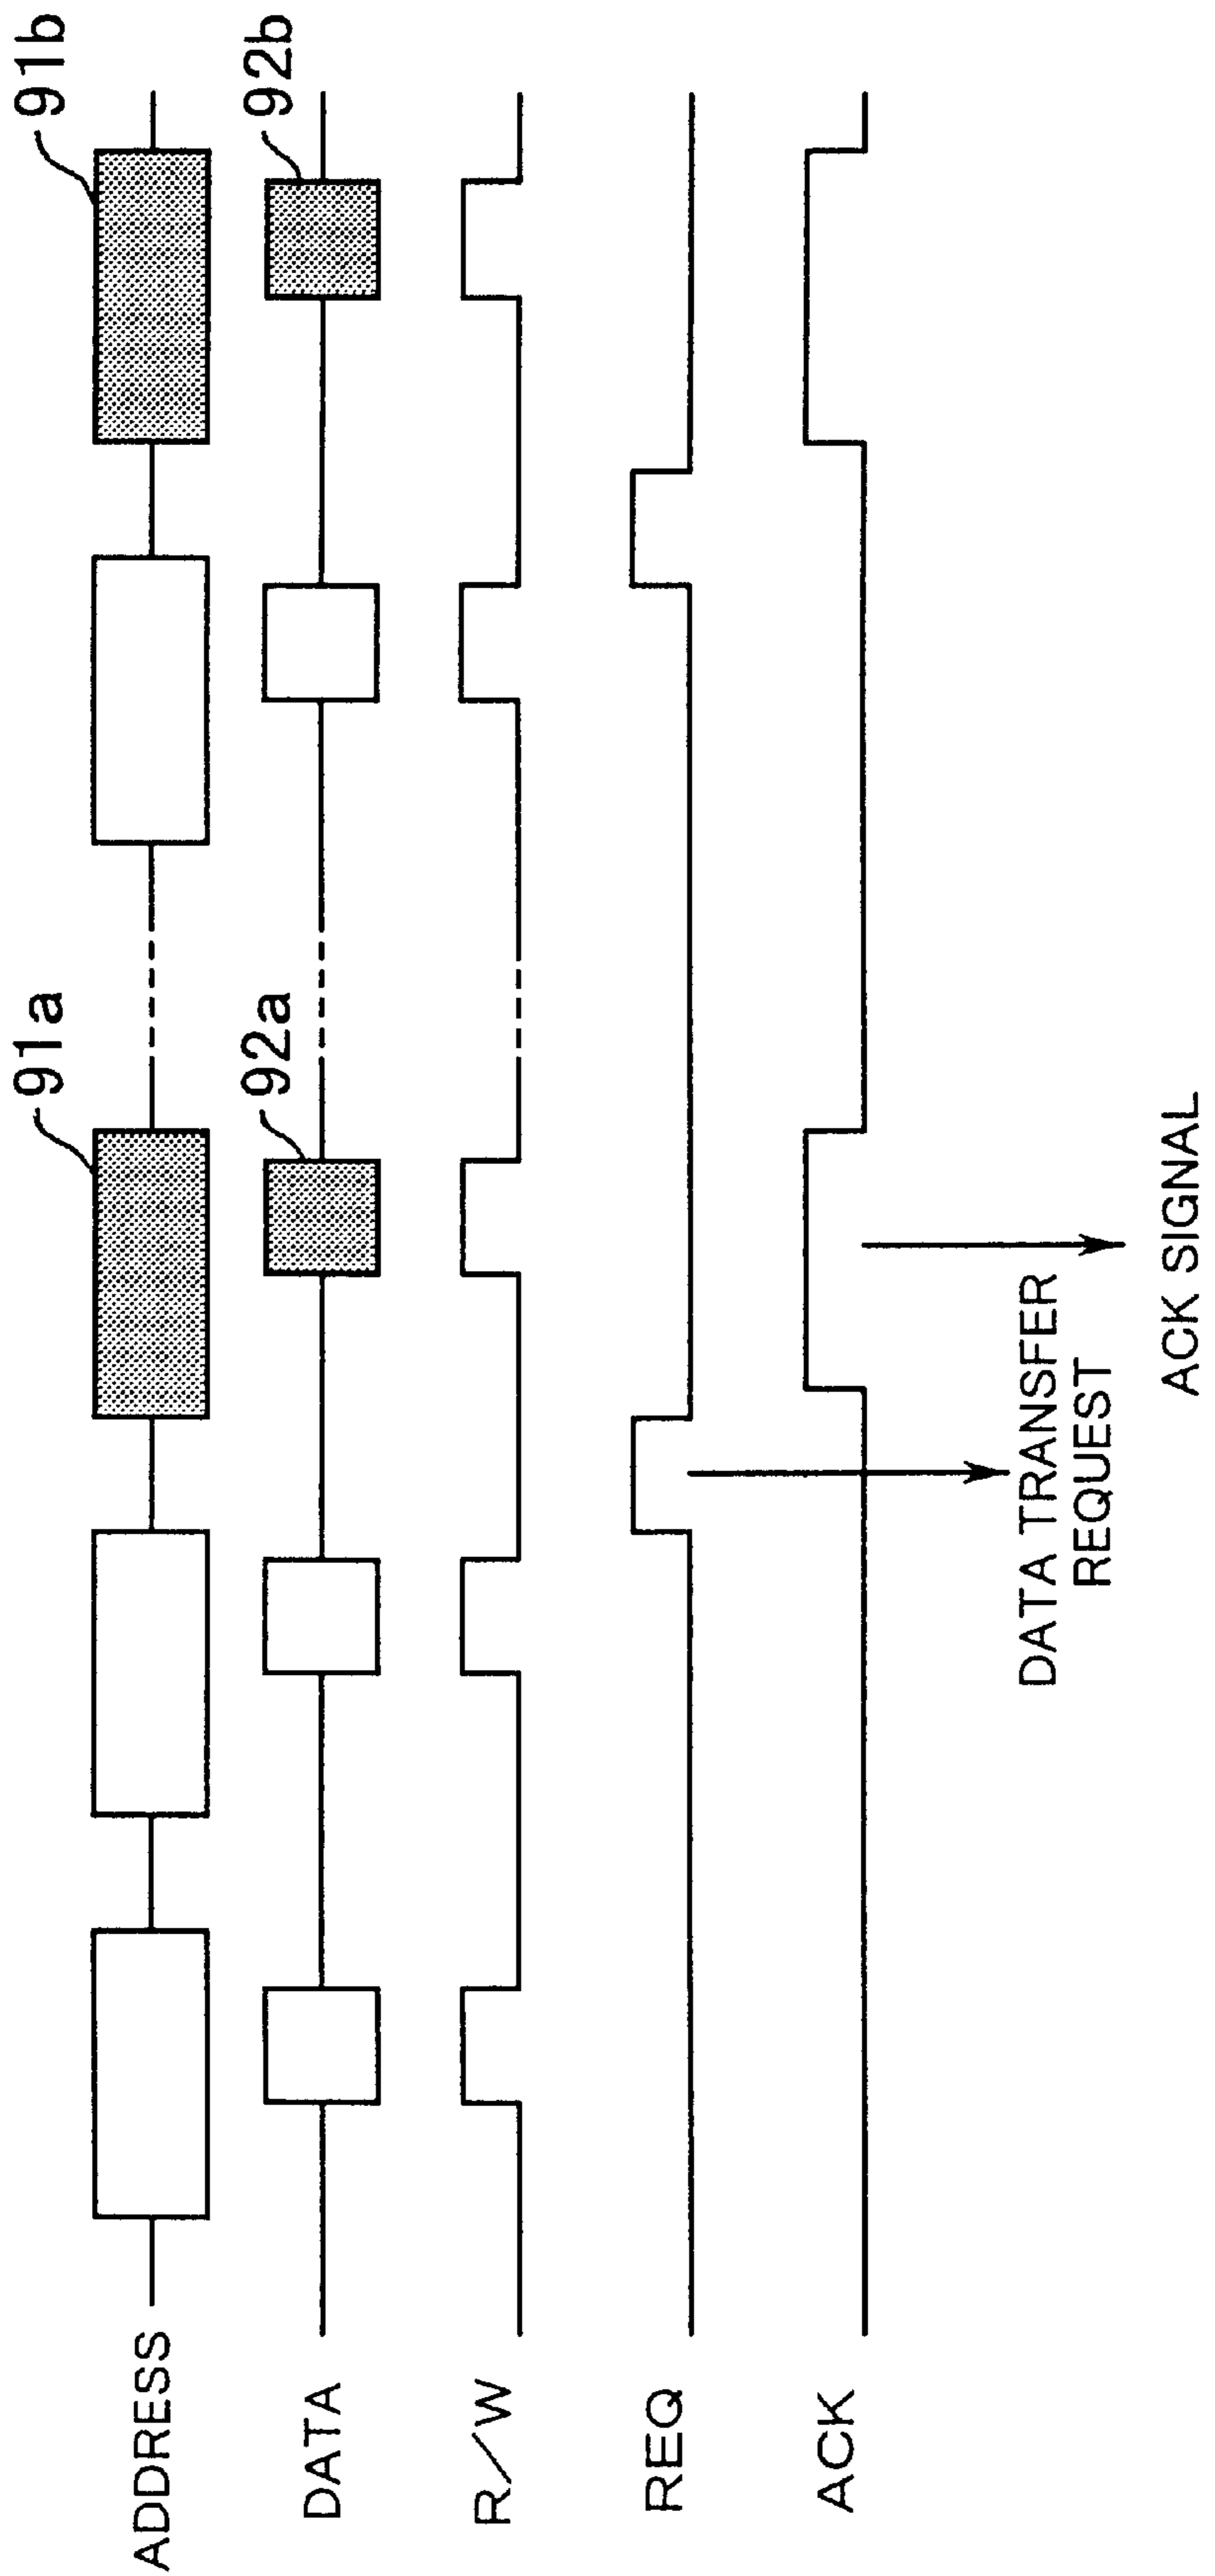 91a
91b
ADDRESS
92a
92b
DATA
R/W
REQ
ACK
DATA TRANSFER
REQUEST
ACK SIGNAL